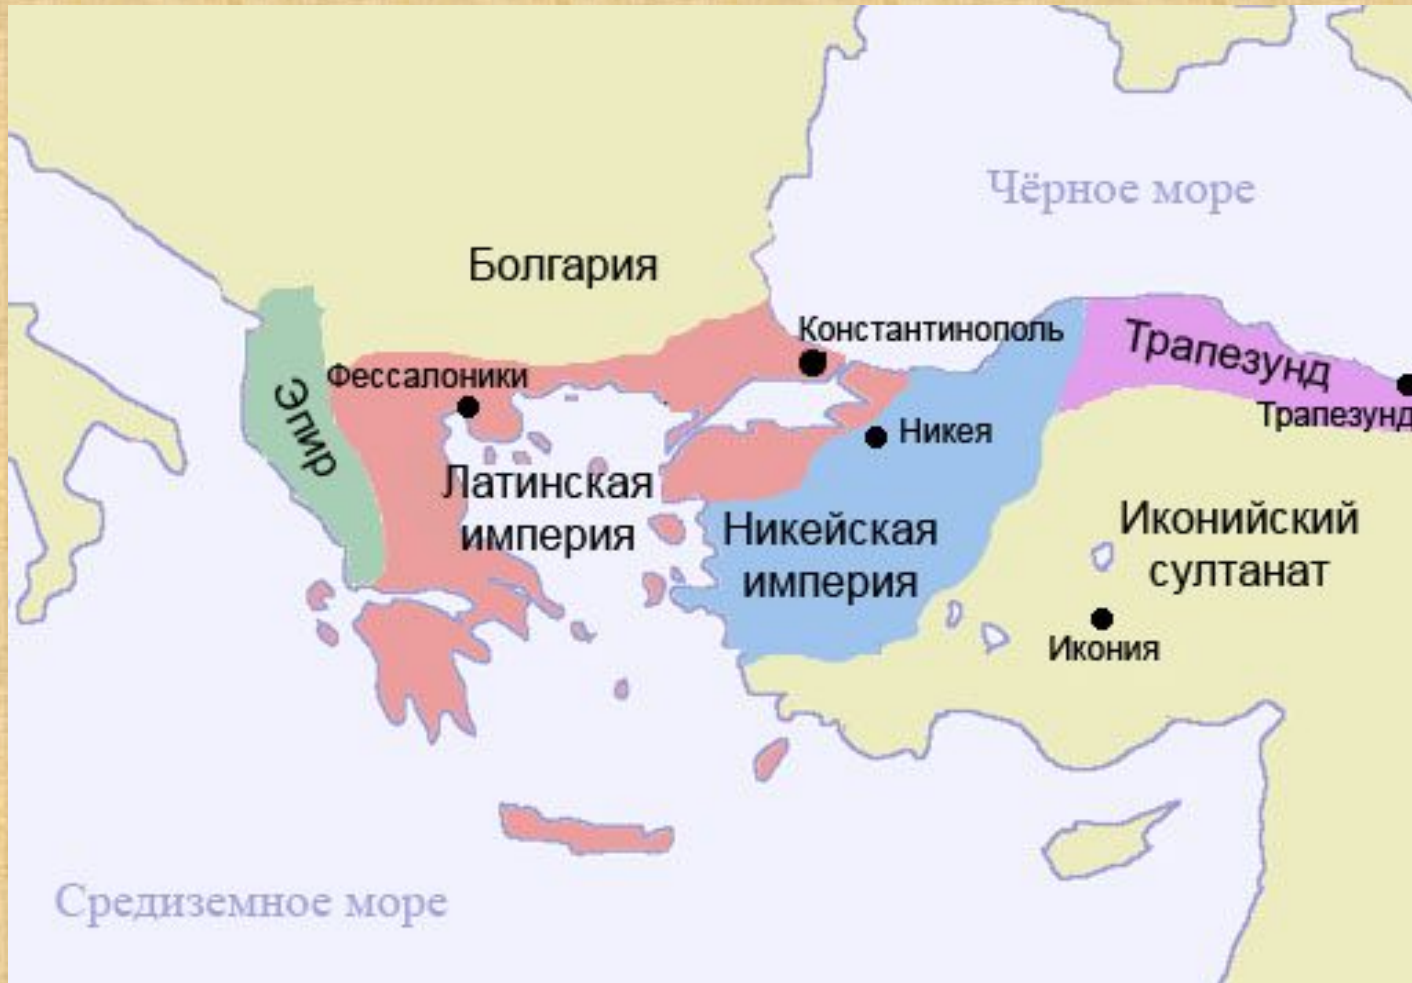 Чёрное море
Болгария
Константинополь
Трапезунд
Фессалоники
Эпир
Трапезунд
Никея
Латинская
империя
Никейская
империя
Иконийский
султанат
Икония
Средиземное море